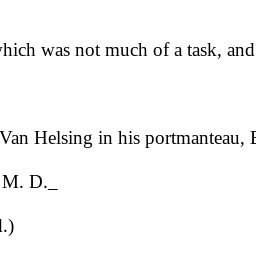 which was not much of a task, and
Van Helsing in his portmanteau,
M. D._
.)